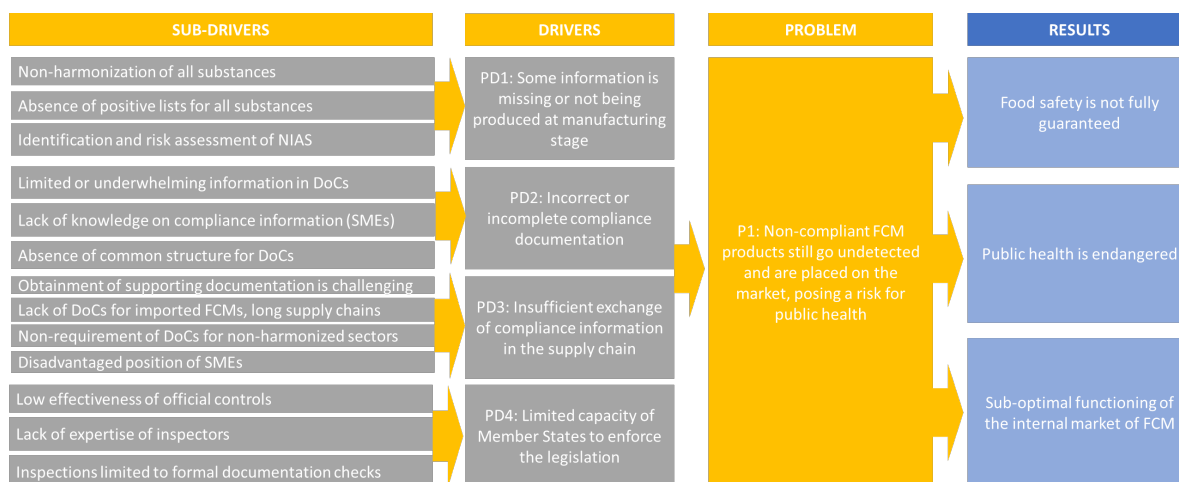 SUB-DRIVERS
DRIVERS
PROBLEM
RESULTS
Non-harmonization of all substances
Absence of positive lists for all substances
Identification and risk assessment of NIAS
PD1: Some information is
missing or not being
produced at manufacturing
stage
Limited or underwhelming information in DoCs
Lack of knowledge on compliance information (SMEs)
Absence of common structure for DoCs
PD2: Incorrect or
incomplete compliance
documentation
Obtainment of supporting documentation is challenging
Lack of DoCs for imported FCMs, long supply chains
Non-requirement of DoCs for non-harmonized sectors
Disadvantaged position of SMEs
PD3: Insufficient exchange
of compliance information
in the supply chain
Low effectiveness of official controls
Lack of expertise of inspectors
Inspections limited to formal documentation checks
PD4: Limited capacity of
Member States to enforce
the legislation
P1: Non-compliant FCM
products still go undetected
and are placed on the
market, posing a risk for
public health
Food safety is not fully
guaranteed
Public health is endangered
Sub-optimal functioning of
the internal market of FCM